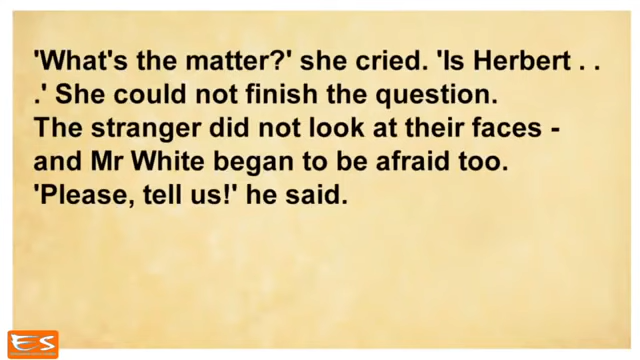 'What's the matter?' she cried. 'Is Herbert . .
.' She could not finish the question.
The stranger did not look at their faces -
and Mr White began to be afraid too.
'Please, tell us!' he said.
ES